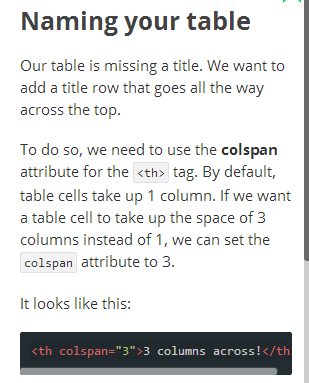 Naming your table
Our table is missing a title. We want to
add a title row that goes all the way
across the top.
To do so, we need to use the colspan
attribute for the <th> tag. By default,
table cells take up 1 column. If we want
a table cell to take up the space of 3
columns instead of 1, we can set the
colspan attribute to 3.
It looks like this:
<th colspan="3">3 columns across!</th